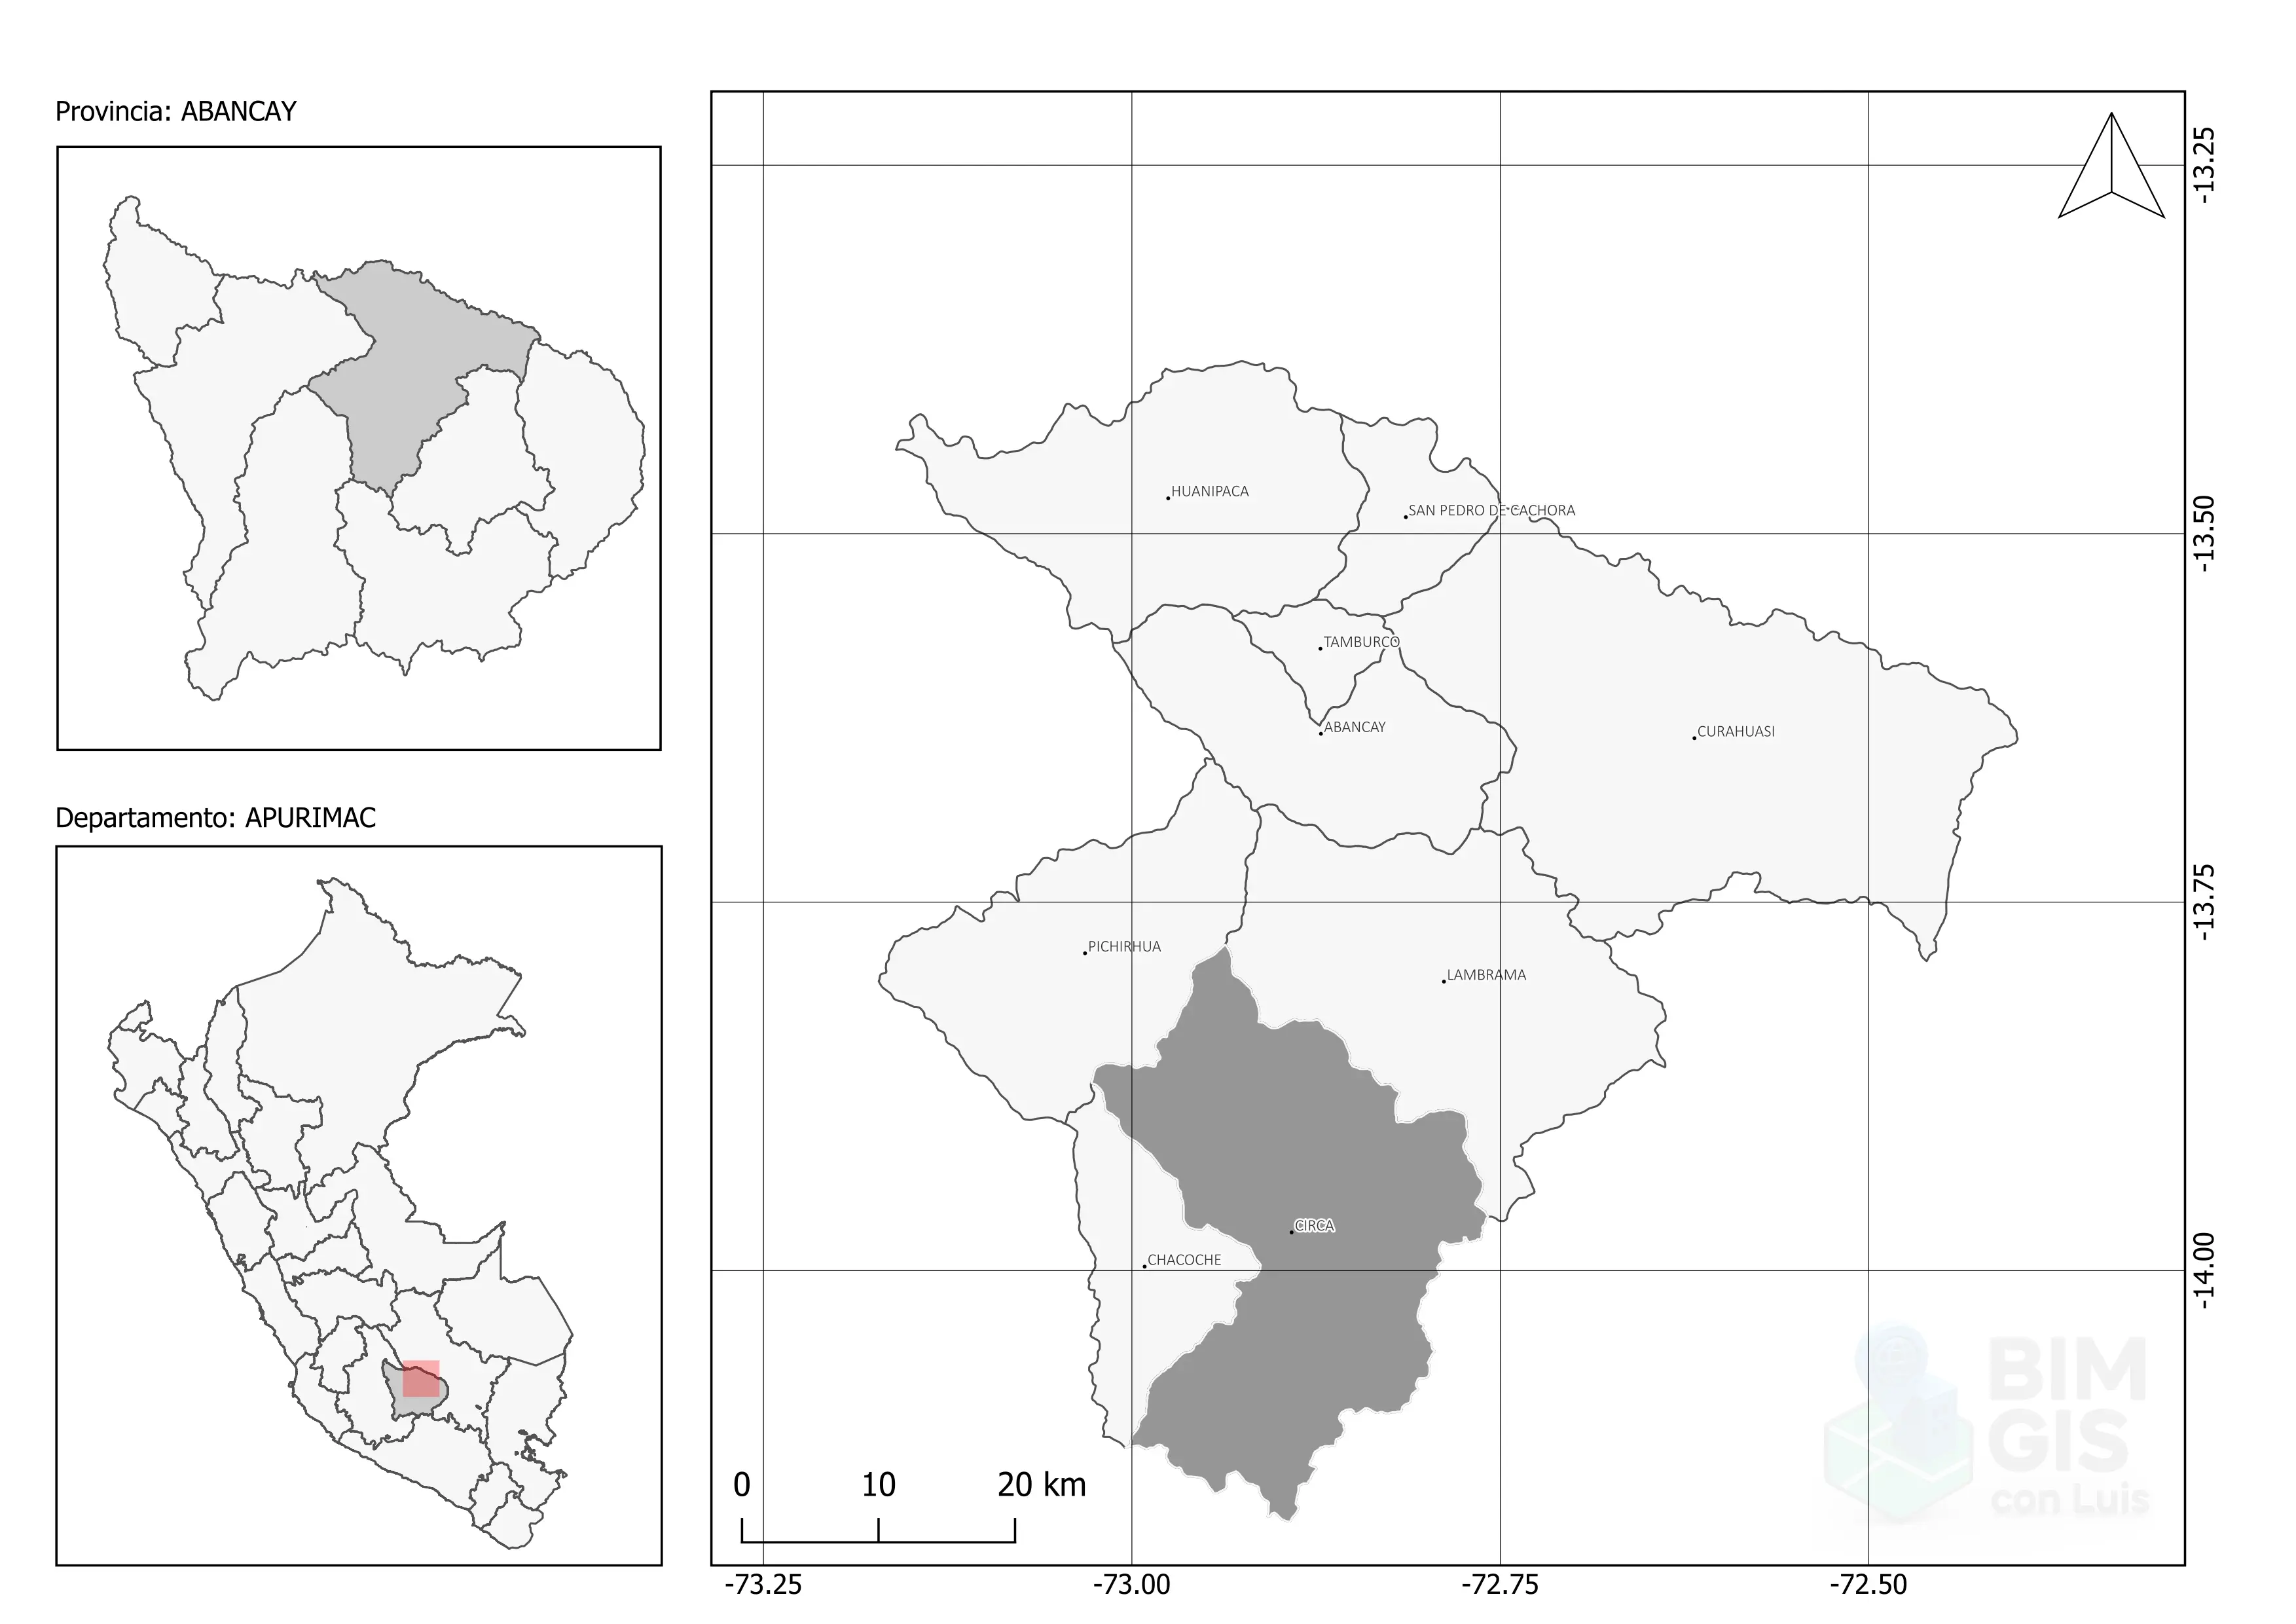 Provincia: ABANCAY
Departamento: APURIMAC
HUANIPACA
SAN PEDRO DE CACHORA
TAMBURCO
ABANCAY
CURAHUASI
PICHIRHUA
LAMBRAMA
CIRCA
CHACOCHE
0 10 20 km
BIM
GIS
con Luis
-13.25
-13.50
-13.75
-14.00
-73.25 -73.00 -72.75 -72.50